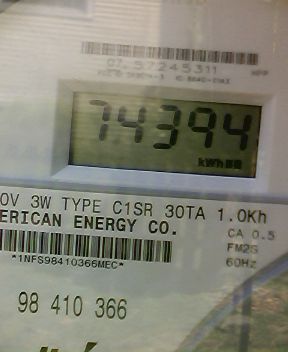 07.57245311
74394
kWh
0V 3W TYPE C1SR 30TA 1.0Kh
ERICAN ENERGY CO.
CA 0.5
FM2S
60Hz
*1NFS98410366MEC*
98 410 366